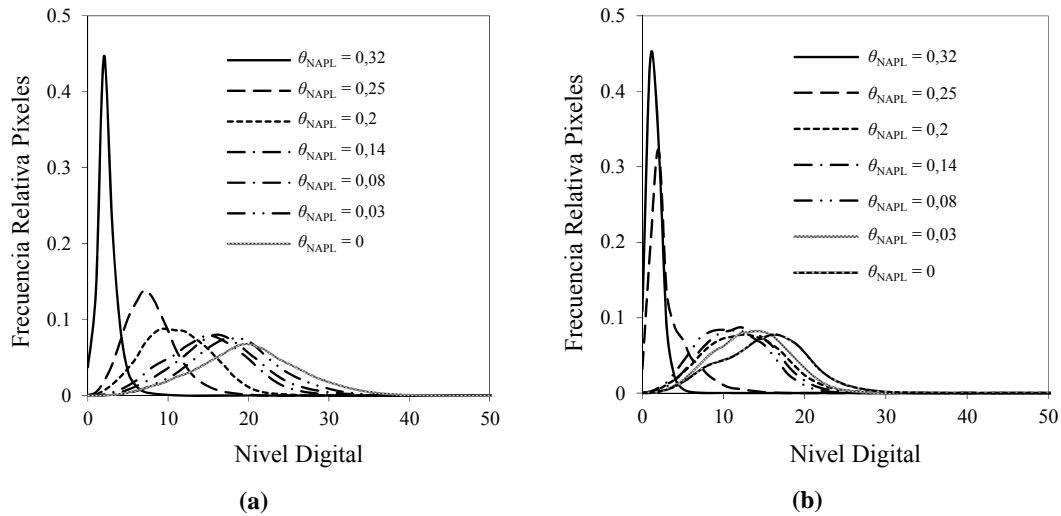 0.5
0.4
0.3
0.2
0.1
0
Frecuencia Relativa Píxeles
θNAPL = 0,32
θNAPL = 0,25
θNAPL = 0,2
θNAPL = 0,14
θNAPL = 0,08
θNAPL = 0,03
θNAPL = 0
0 10 20 30 40 50
Nivel Digital
(a)
0.5
0.4
0.3
0.2
0.1
0
Frecuencia Relativa Píxeles
θNAPL = 0,32
θNAPL = 0,25
θNAPL = 0,2
θNAPL = 0,14
θNAPL = 0,08
θNAPL = 0,03
θNAPL = 0
0 10 20 30 40 50
Nivel Digital
(b)